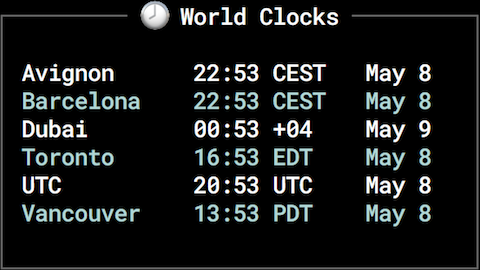 🕗 World Clocks
Avignon 22:53 CEST May 8
Barcelona 22:53 CEST May 8
Dubai 00:53 +04 May 9
Toronto 16:53 EDT May 8
UTC 20:53 UTC May 8
Vancouver 13:53 PDT May 8